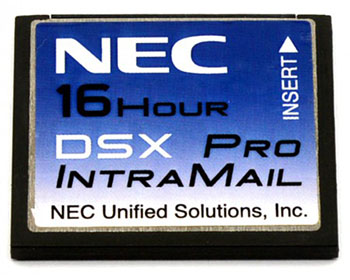 NEC
16 HOUR
DSX PRO
INTRAMAIL
NEC Unified Solutions, Inc.
INSERT